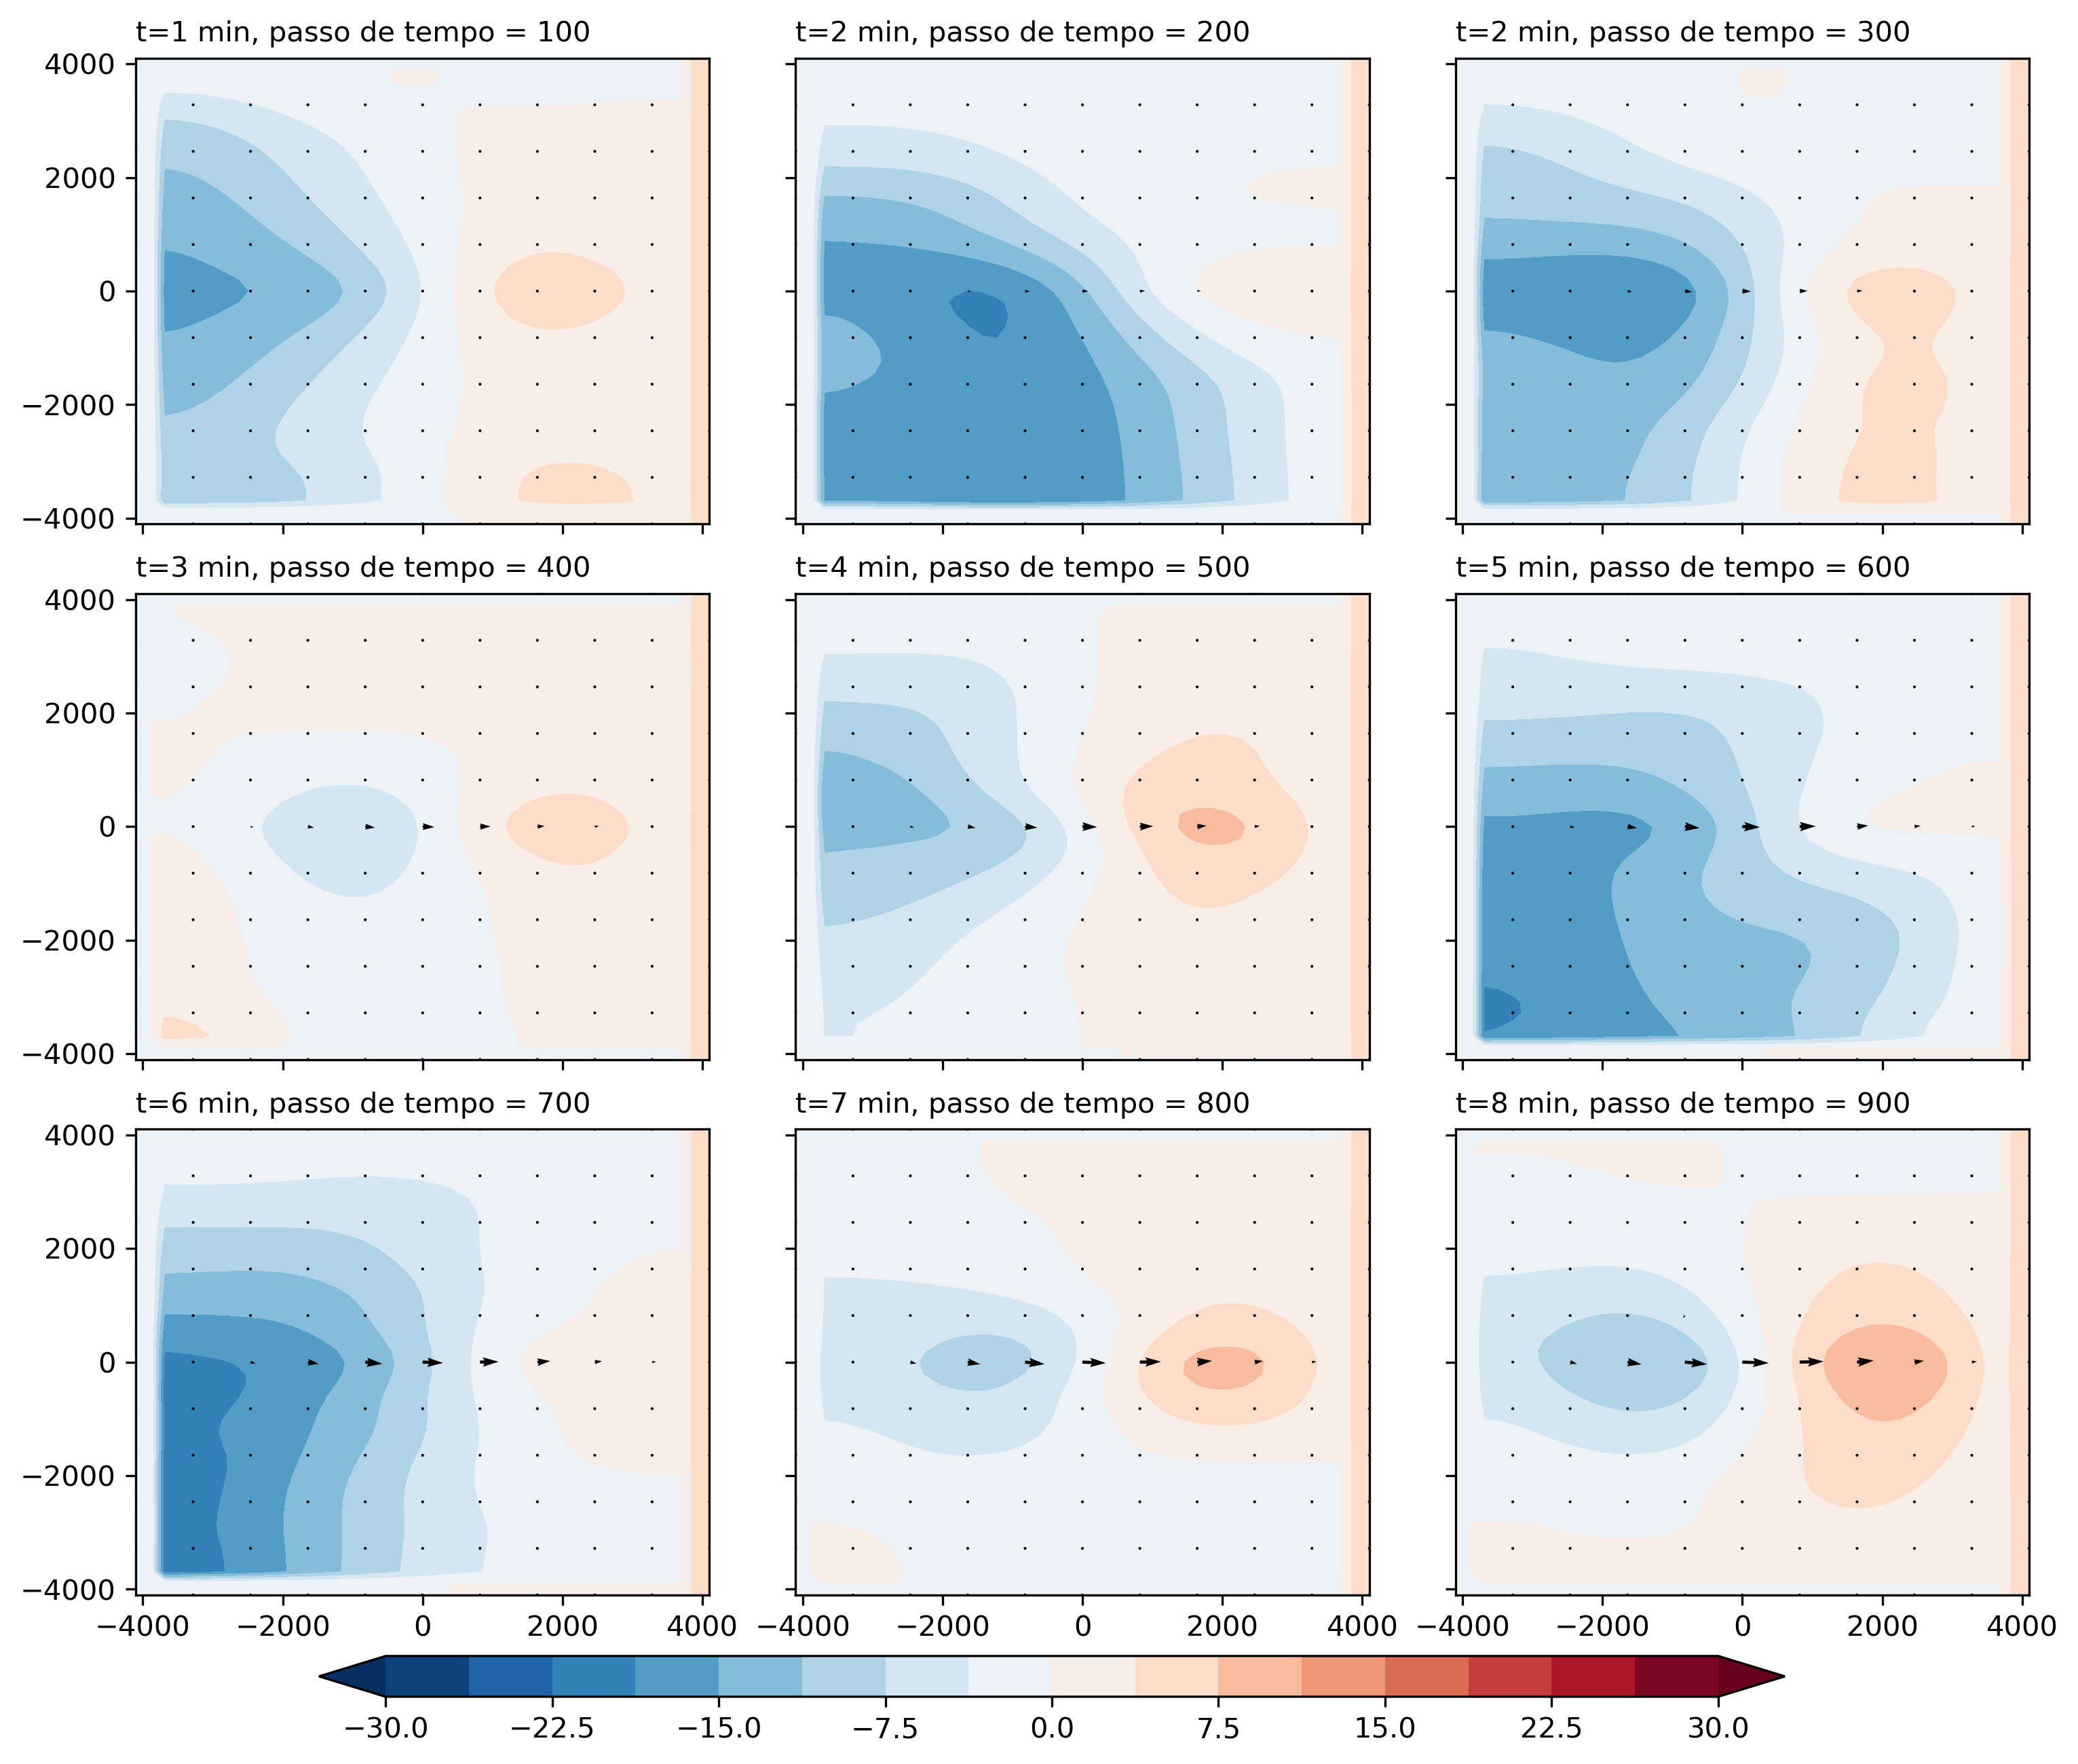 t=1 min, passo de tempo = 100
t=2 min, passo de tempo = 200
t=2 min, passo de tempo = 300
4000
2000
0
−2000
−4000
t=3 min, passo de tempo = 400
t=4 min, passo de tempo = 500
t=5 min, passo de tempo = 600
4000
2000
0
−2000
−4000
t=6 min, passo de tempo = 700
t=7 min, passo de tempo = 800
t=8 min, passo de tempo = 900
4000
2000
0
−2000
−4000
−4000 −2000 0 2000 4000
−4000 −2000 0 2000 4000
−4000 −2000 0 2000 4000
−30.0 −22.5 −15.0 −7.5 0.0 7.5 15.0 22.5 30.0